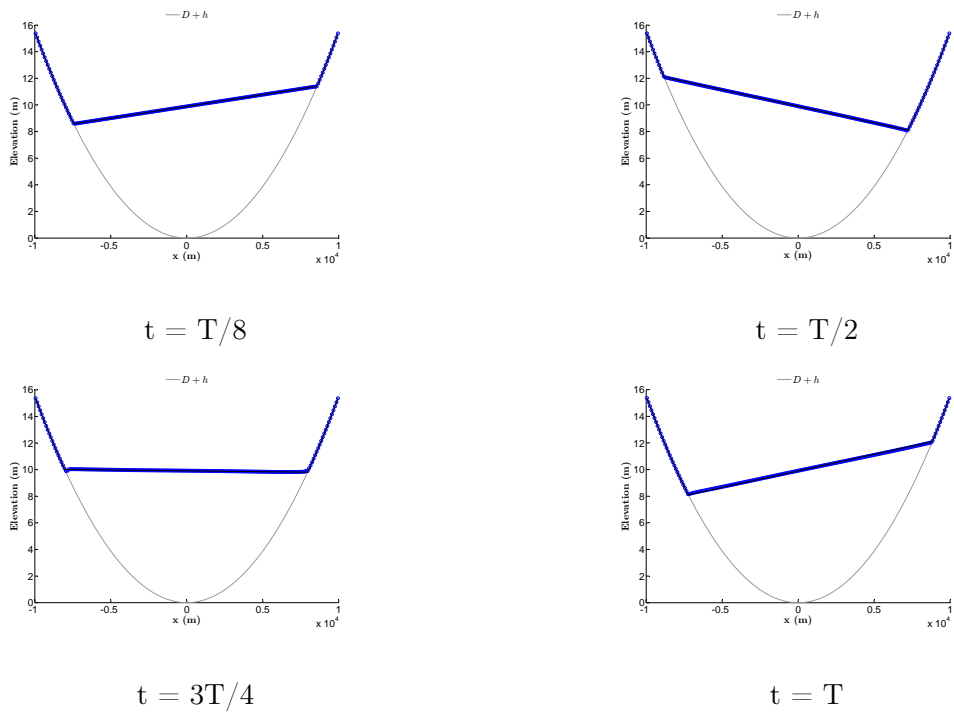 D + h
16
14
12
10
8
6
4
2
0
Elevation (m)
-1 -0.5 0 0.5 1
x (m)
x 10^4
t = T/8
D + h
16
14
12
10
8
6
4
2
0
Elevation (m)
-1 -0.5 0 0.5 1
x (m)
x 10^4
t = T/2
D + h
16
14
12
10
8
6
4
2
0
Elevation (m)
-1 -0.5 0 0.5 1
x (m)
x 10^4
t = 3T/4
D + h
16
14
12
10
8
6
4
2
0
Elevation (m)
-1 -0.5 0 0.5 1
x (m)
x 10^4
t = T